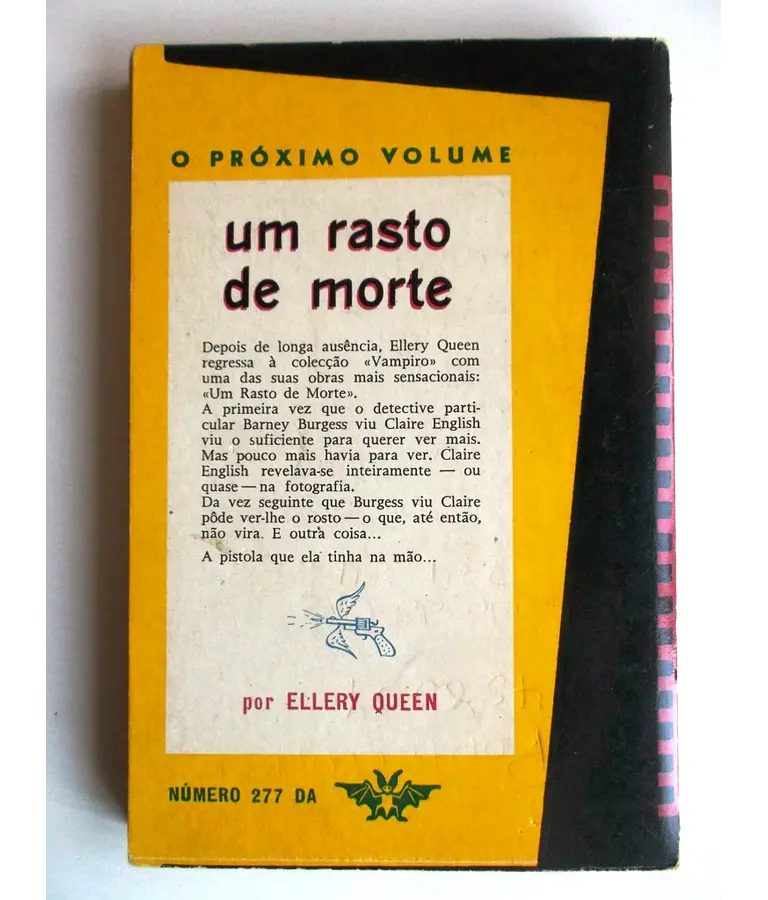 O PRÓXIMO VOLUME
um rasto
de morte
Depois de longa ausência, Ellery Queen
regressa à colecção «Vampiro» com
uma das suas obras mais sensacionais:
«Um Rasto de Morte».
A primeira vez que o detective parti-
cular Barney Burgess viu Claire English
viu o suficiente para querer ver mais.
Mas pouco mais havia para ver. Claire
English revelava-se inteiramente — ou
quase — na fotografia.
Da vez seguinte que Burgess viu Claire
pôde ver-lhe o rosto — o que, até então,
não vira. E outra coisa...
A pistola que ela tinha na mão...
por ELLERY QUEEN
NÚMERO 277 DA